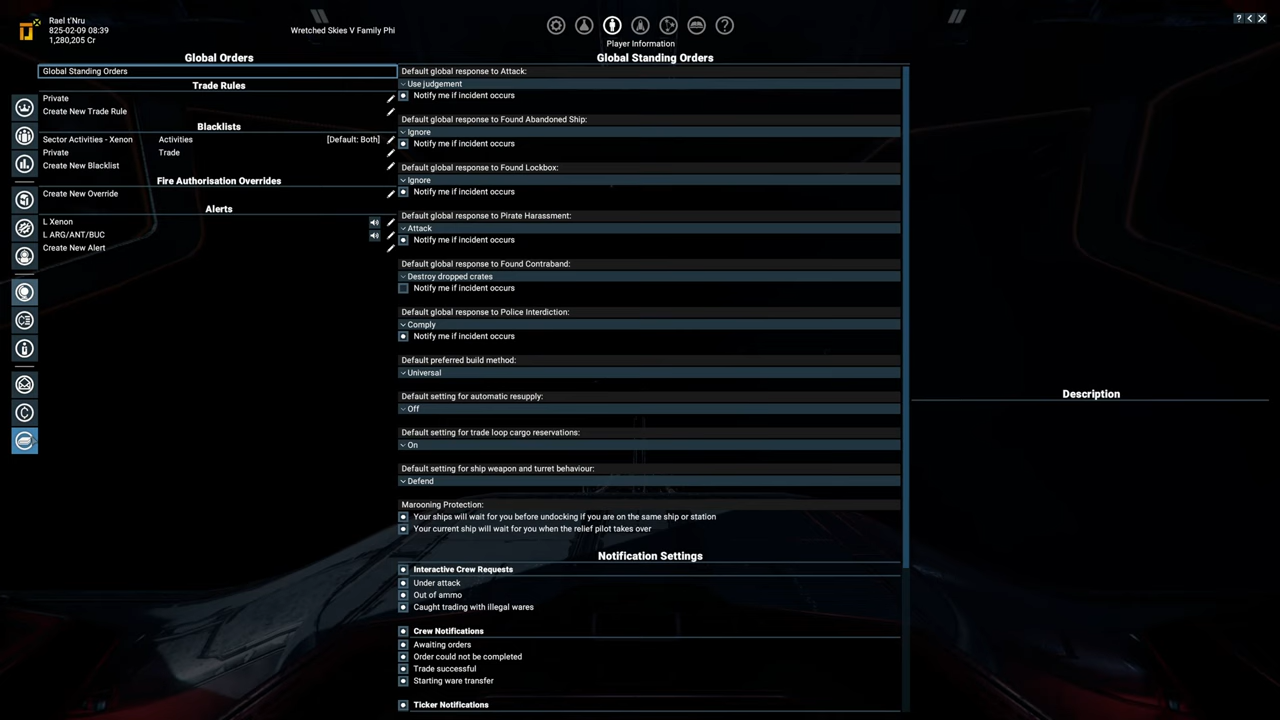 Rael t'Nru
825-02-09 08:39
1,280,205 Cr
Wretched Skies V Family Phi
Player Information
?
Global Orders
Global Standing Orders
Trade Rules
Private
Create New Trade Rule
Blacklists
Sector Activities - Xenon Activities [Default: Both]
Private Trade
Create New Blacklist
Fire Authorisation Overrides
Create New Override
Alerts
L Xenon
L ARG/ANT/BUC
Create New Alert
Global Standing Orders
Default global response to Attack:
Use judgement
Notify me if incident occurs
Default global response to Found Abandoned Ship:
Ignore
Notify me if incident occurs
Default global response to Found Lockbox:
Ignore
Notify me if incident occurs
Default global response to Pirate Harassment:
Attack
Notify me if incident occurs
Default global response to Found Contraband:
Destroy dropped crates
Notify me if incident occurs
Default global response to Police Interdiction:
Comply
Notify me if incident occurs
Default preferred build method:
Universal
Default setting for automatic resupply:
Off
Default setting for trade loop cargo reservations:
On
Default setting for ship weapon and turret behaviour:
Defend
Marooning Protection:
Your ships will wait for you before undocking if you are on the same ship or station
Your current ship will wait for you when the relief pilot takes over
Notification Settings
Interactive Crew Requests
Under attack
Out of ammo
Caught trading with illegal wares
Crew Notifications
Awaiting orders
Order could not be completed
Trade successful
Starting ware transfer
Ticker Notifications
Description